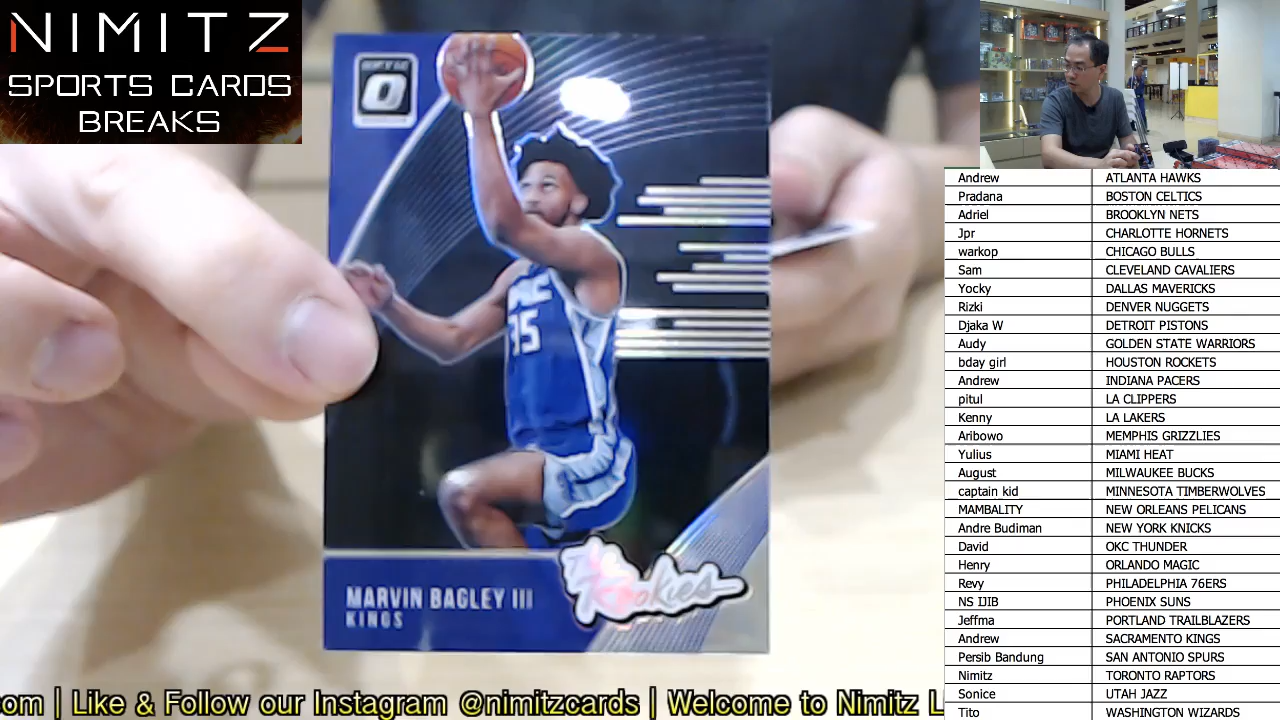 NIMITZ
SPORTS CARDS
BREAKS
OPTIC
MARVIN BAGLEY III
KINGS
Rookies
35
Andrew ATLANTA HAWKS
Pradana BOSTON CELTICS
Adriel BROOKLYN NETS
Jpr CHARLOTTE HORNETS
warkop CHICAGO BULLS
Sam CLEVELAND CAVALIERS
Yocky DALLAS MAVERICKS
Rizki DENVER NUGGETS
Djaka W DETROIT PISTONS
Audy GOLDEN STATE WARRIORS
bday girl HOUSTON ROCKETS
Andrew INDIANA PACERS
pitul LA CLIPPERS
Kenny LA LAKERS
Aribowo MEMPHIS GRIZZLIES
Yulius MIAMI HEAT
August MILWAUKEE BUCKS
captain kid MINNESOTA TIMBERWOLVES
MAMBALITY NEW ORLEANS PELICANS
Andre Budiman NEW YORK KNICKS
David OKC THUNDER
Henry ORLANDO MAGIC
Revy PHILADELPHIA 76ERS
NS IJIB PHOENIX SUNS
Jeffma PORTLAND TRAILBLAZERS
Andrew SACRAMENTO KINGS
Persib Bandung SAN ANTONIO SPURS
Nimitz TORONTO RAPTORS
Sonice UTAH JAZZ
Tito WASHINGTON WIZARDS
om | Like & Follow our Instagram @nimitzcards | Welcome to Nimitz L